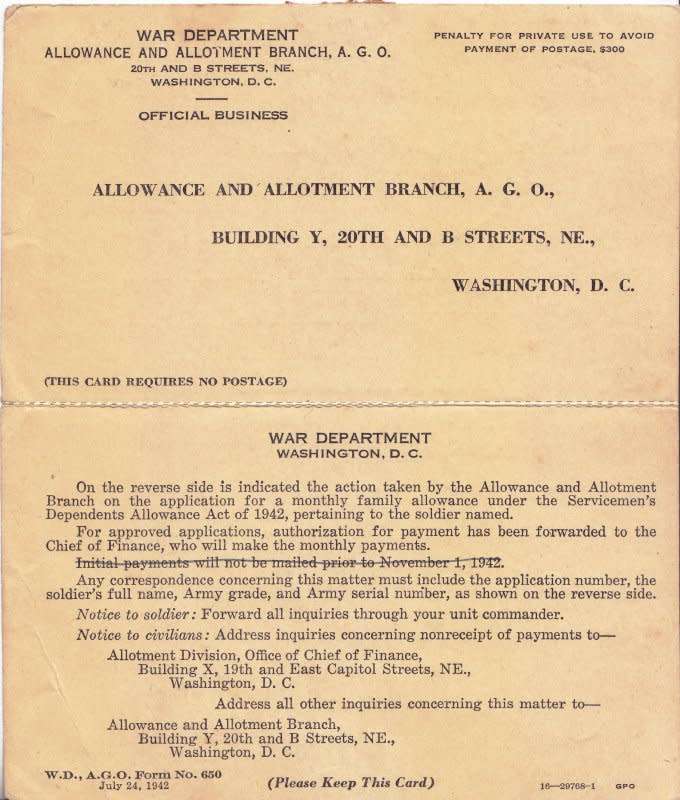 WAR DEPARTMENT
ALLOWANCE AND ALLOTMENT BRANCH, A. G. O.
20TH AND B STREETS, NE.
WASHINGTON, D. C.
OFFICIAL BUSINESS
PENALTY FOR PRIVATE USE TO AVOID
PAYMENT OF POSTAGE, $300
ALLOWANCE AND ALLOTMENT BRANCH, A. G. O.,
BUILDING Y, 20TH AND B STREETS, NE.,
WASHINGTON, D. C.
(THIS CARD REQUIRES NO POSTAGE)
WAR DEPARTMENT
WASHINGTON, D. C.
On the reverse side is indicated the action taken by the Allowance and Allotment
Branch on the application for a monthly family allowance under the Servicemen's
Dependents Allowance Act of 1942, pertaining to the soldier named.
For approved applications, authorization for payment has been forwarded to the
Chief of Finance, who will make the monthly payments.
Initial payments will not be mailed prior to November 1, 1942.
Any correspondence concerning this matter must include the application number, the
soldier's full name, Army grade, and Army serial number, as shown on the reverse side.
Notice to soldier: Forward all inquiries through your unit commander.
Notice to civilians: Address inquiries concerning nonreceipt of payments to—
Allotment Division, Office of Chief of Finance,
Building X, 19th and East Capitol Streets, NE.,
Washington, D. C.
Address all other inquiries concerning this matter to—
Allowance and Allotment Branch,
Building Y, 20th and B Streets, NE.,
Washington, D. C.
W.D., A.G.O. Form No. 650
July 24, 1942
(Please Keep This Card)
16—29768-1 GPO